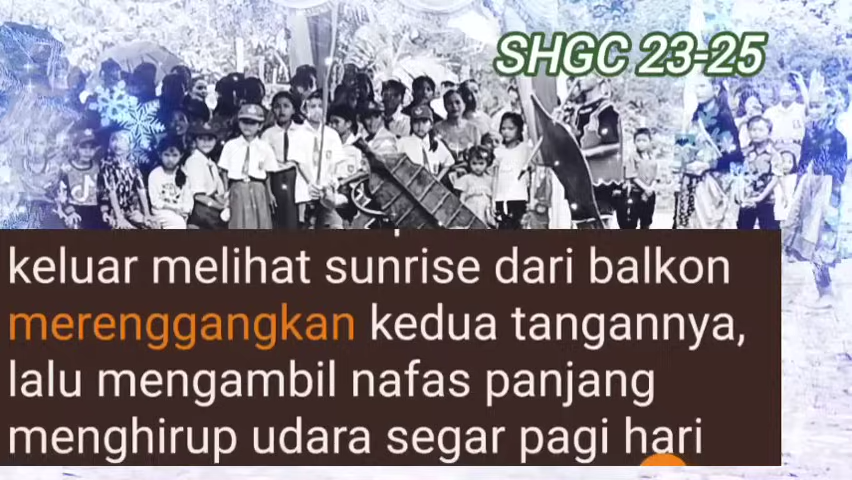 SHGC 23-25
keluar melihat sunrise dari balkon
merenggangkan kedua tangannya,
lalu mengambil nafas panjang
menghirup udara segar pagi hari